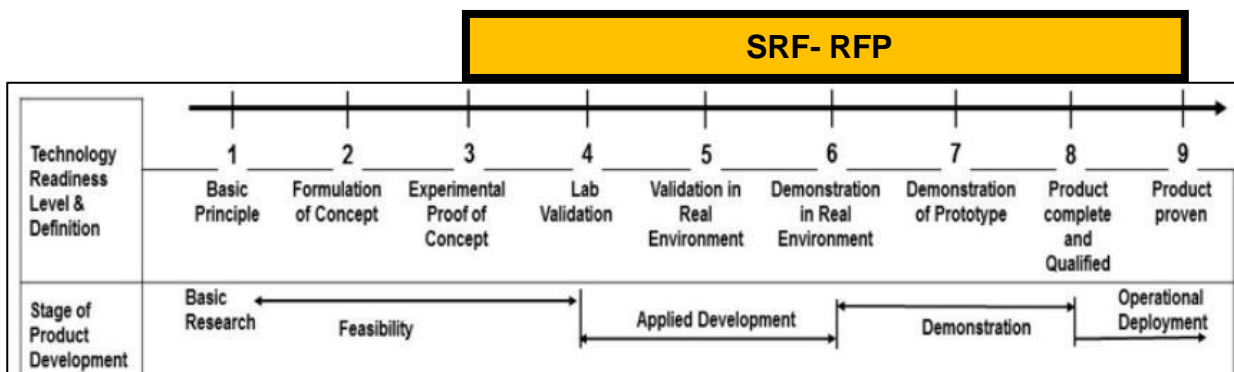 SRF- RFP
Technology
Readiness
Level &
Definition
1 2 3 4 5 6 7 8 9
Basic
Principle
Formulation
of Concept
Experimental
Proof of
Concept
Lab
Validation
Validation in
Real
Environment
Demonstration
in Real
Environment
Demonstration
of Prototype
Product
complete
and
Qualified
Product
proven
Stage of
Product
Development
Basic
Research
Feasibility
Applied Development
Demonstration
Operational
Deployment